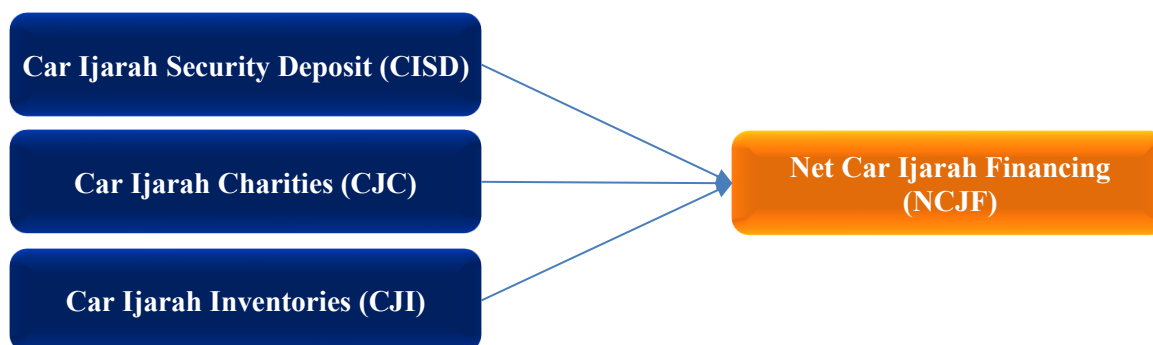 Car Ijarah Security Deposit (CISD)
Car Ijarah Charities (CJC)
Car Ijarah Inventories (CJI)
Net Car Ijarah Financing
(NCJF)